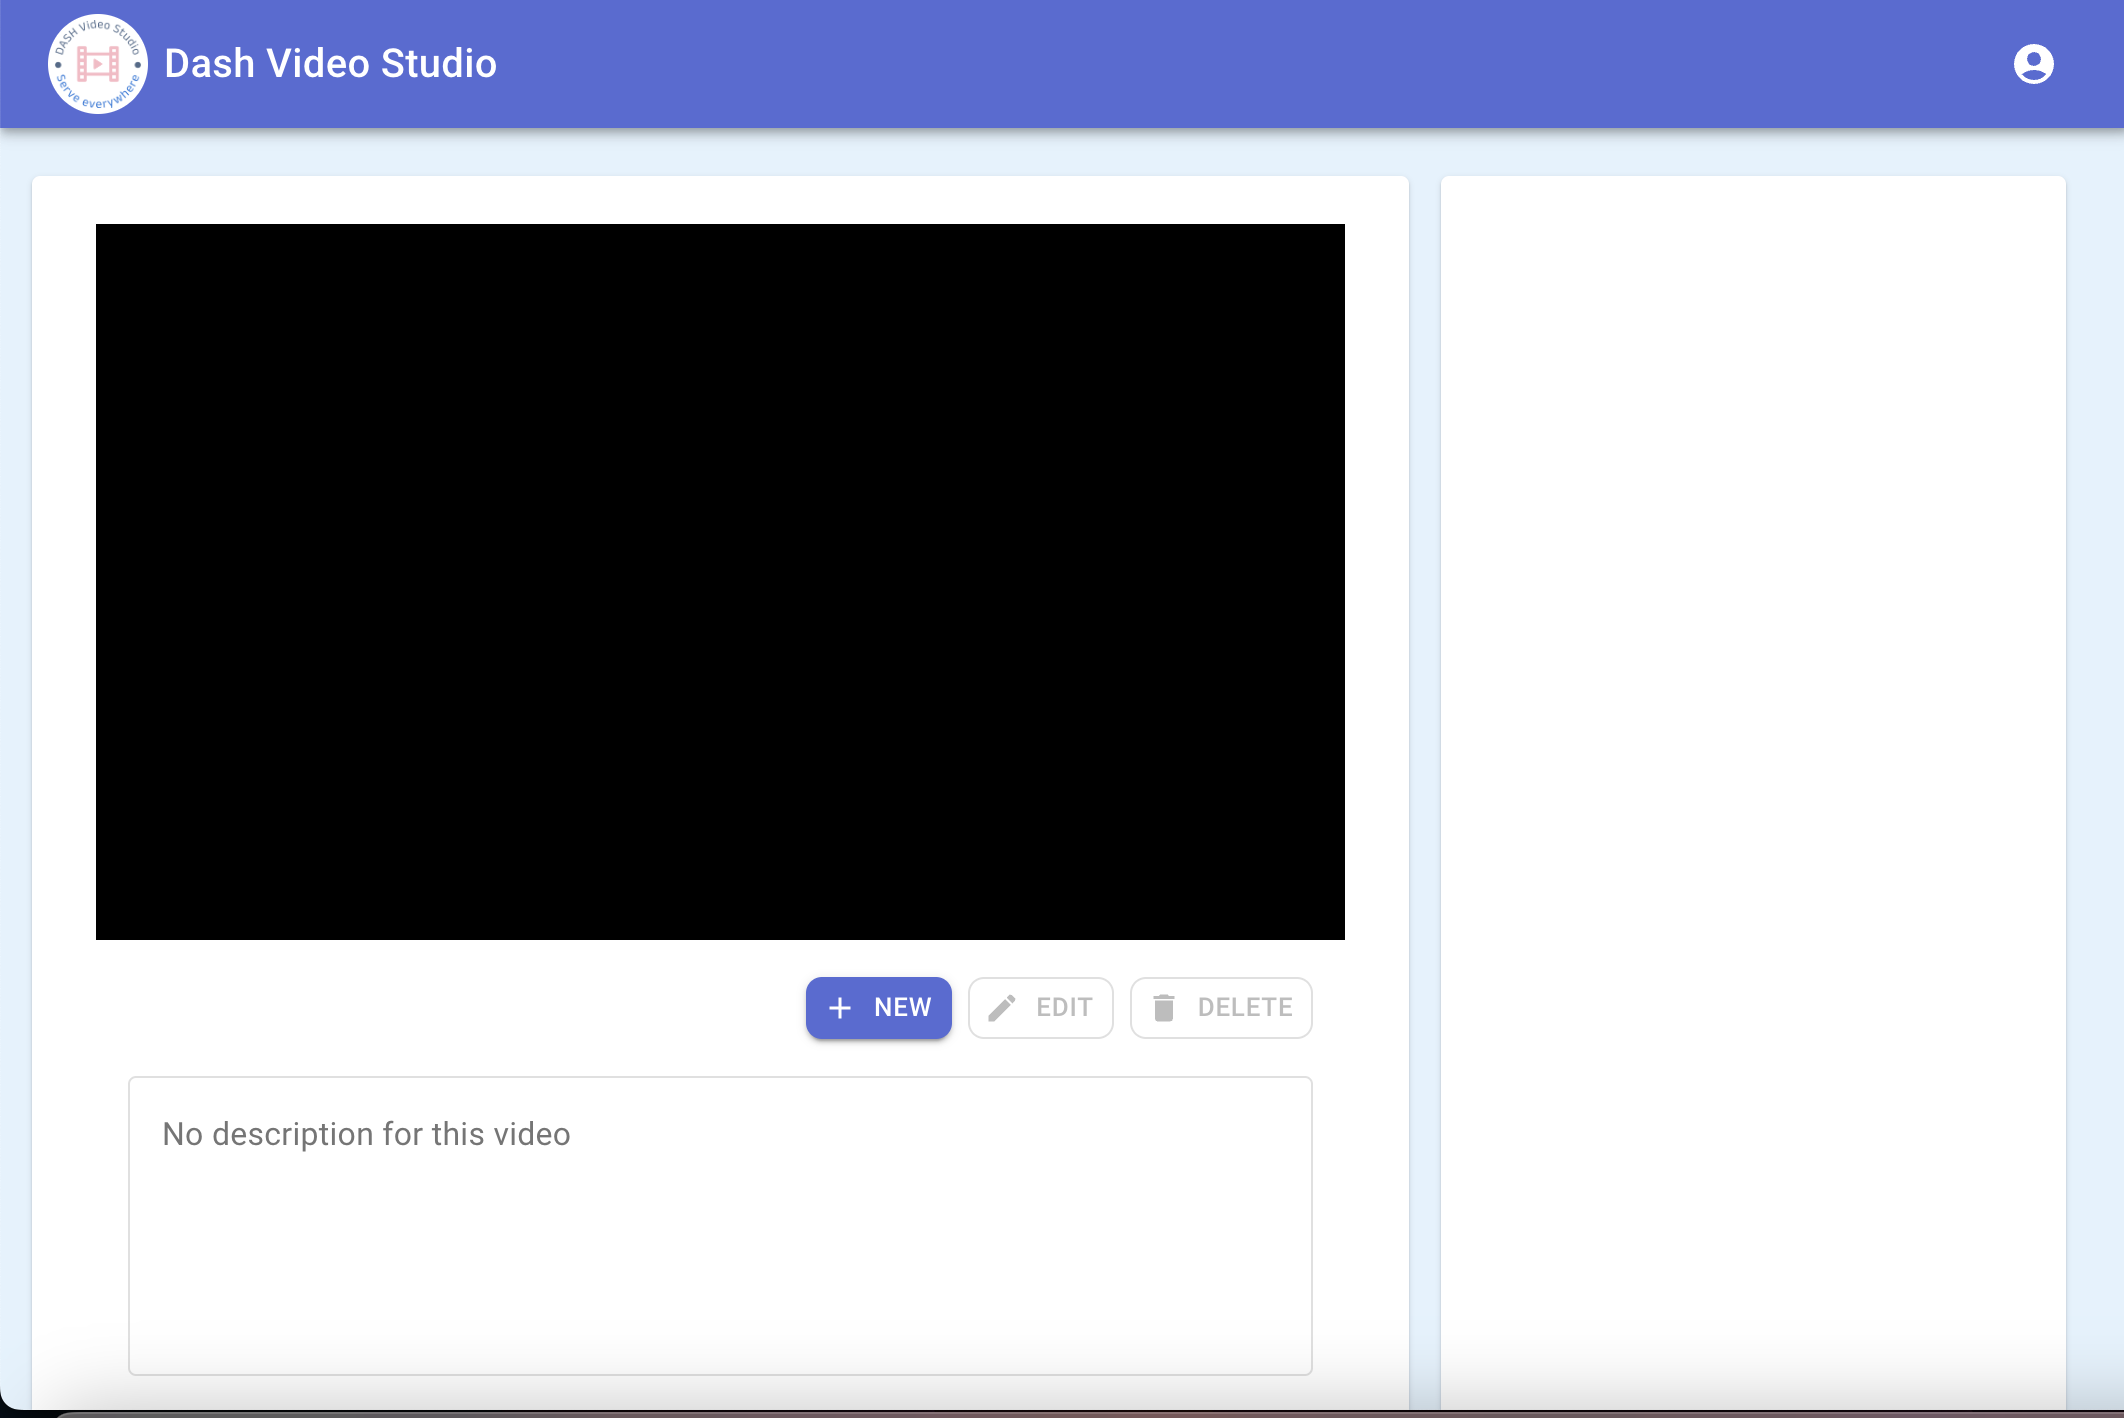 DASH Video Studio
Serve everywhere
Dash Video Studio
NEW
EDIT
DELETE
No description for this video